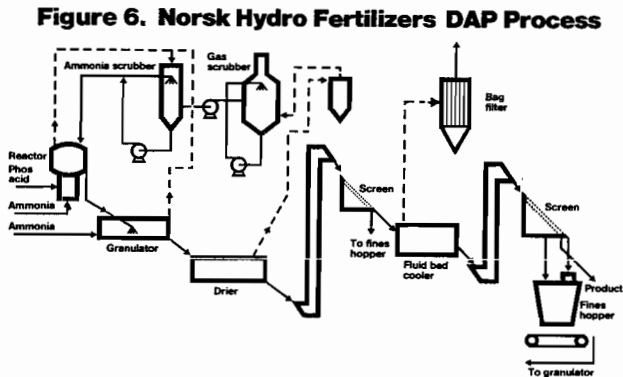 Figure 6. Norsk Hydro Fertilizers DAP Process
Ammonia scrubber
Gas
scrubber
Bag
filter
Reactor
Phos
acid
Ammonia
Ammonia
Granulator
Drier
Screen
To fines
hopper
Fluid bed
cooler
Screen
Product
Fines
hopper
To granulator